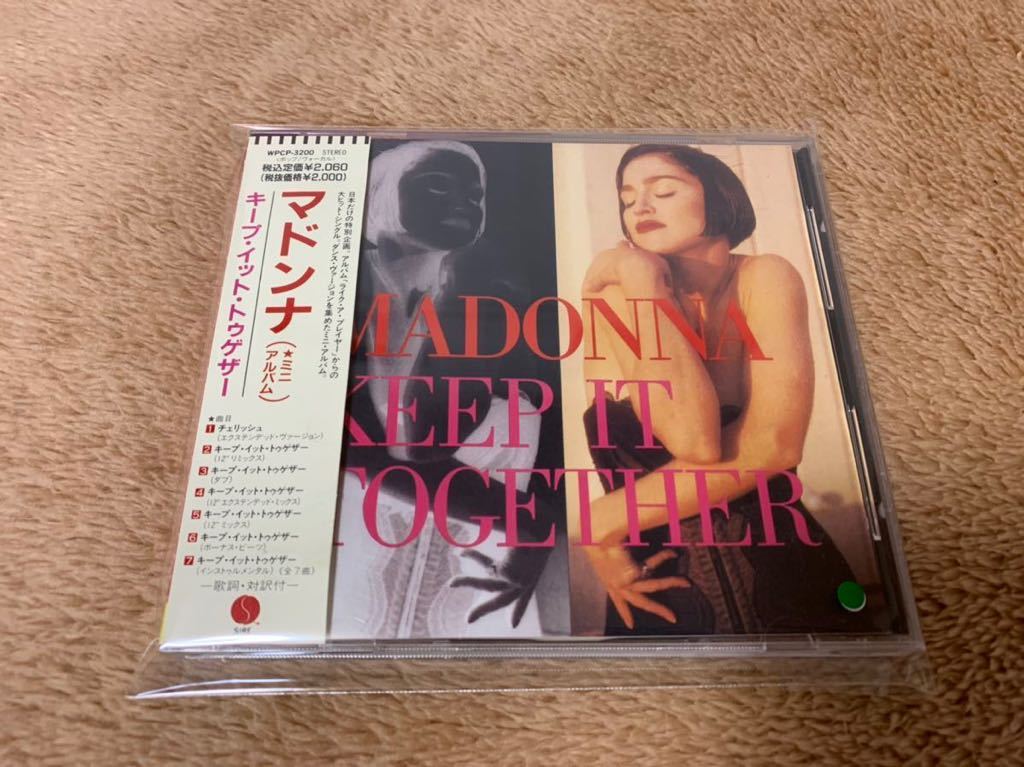 WPCP-3200 STEREO
(ポップ/ヴォーカル)
税込定価¥2,060
(税抜価格¥2,000)
日本だけの特別企画。アルバム「ライク・ア・プレイヤー」からの
大ヒット・シングル。ダンス・ヴァージョンを集めたミニ・アルバム。
マドンナ(★ミニアルバム)
キープ・イット・トゥゲザー
★曲目
1 チェリッシュ
(エクステンデッド・ヴァージョン)
2 キープ・イット・トゥゲザー
(12"リミックス)
3 キープ・イット・トゥゲザー
(ダブ)
4 キープ・イット・トゥゲザー
(12"エクステンデッド・ミックス)
5 キープ・イット・トゥゲザー
(12"ミックス)
6 キープ・イット・トゥゲザー
(ボーナス・ビーツ)
7 キープ・イット・トゥゲザー
(インストゥルメンタル)《全7曲》
—歌詞・対訳付—
SIRE
MADONNA
KEEP IT
TOGETHER